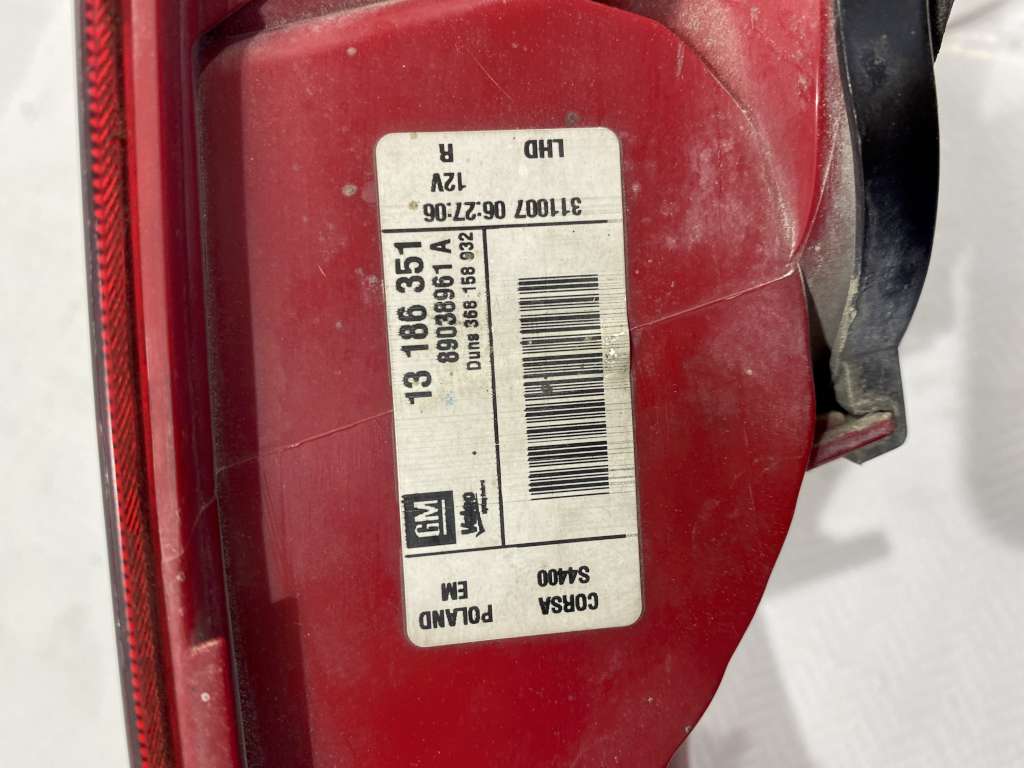 LHD
R
12V
311007 06:27:06
13 186 351
89038961 A
Duns 368 158 932
GM
Valeo
CORSA
S4400
POLAND
EM